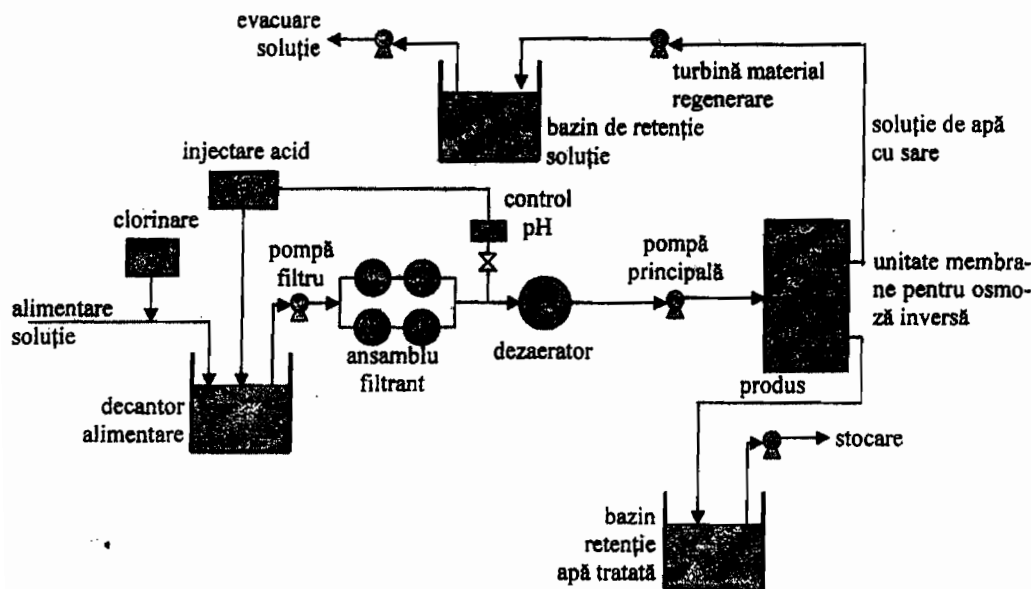 evacuare
soluție
turbină material
regenerare
bazin de retenție
soluție
soluție de apă
cu sare
injectare acid
clorinare
control
pH
pompă
filtru
pompă
principală
unitate membra-
ne pentru osmo-
ză inversă
alimentare
soluție
ansamblu
filtrant
dezaerator
produs
decantor
alimentare
stocare
bazin
retenție
apă tratată